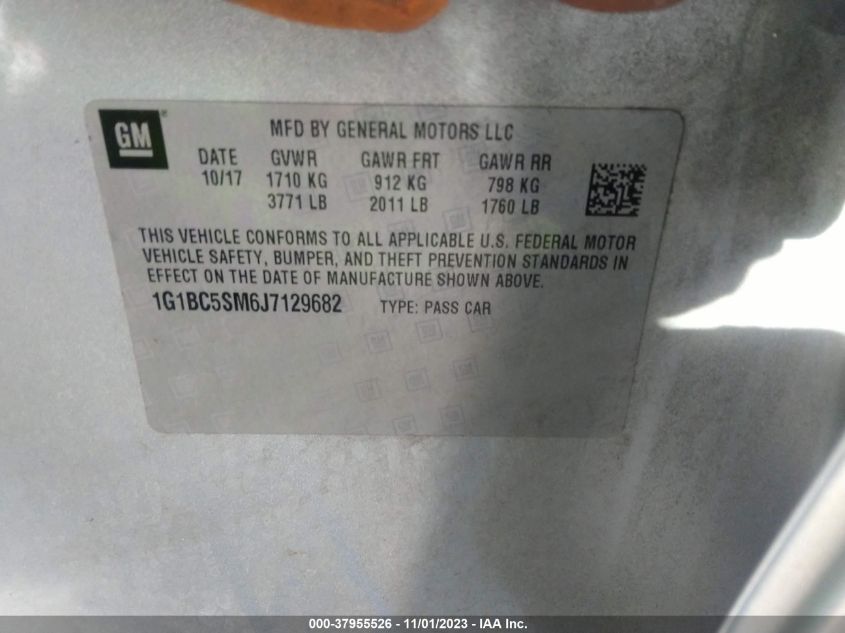 GM
MFD BY GENERAL MOTORS LLC
DATE GVWR GAWR FRT GAWR RR
10/17 1710 KG 912 KG 798 KG
3771 LB 2011 LB 1760 LB
THIS VEHICLE CONFORMS TO ALL APPLICABLE U.S. FEDERAL MOTOR
VEHICLE SAFETY, BUMPER, AND THEFT PREVENTION STANDARDS IN
EFFECT ON THE DATE OF MANUFACTURE SHOWN ABOVE.
1G1BC5SM6J7129682 TYPE: PASS CAR
000-37955526 - 11/01/2023 - IAA Inc.